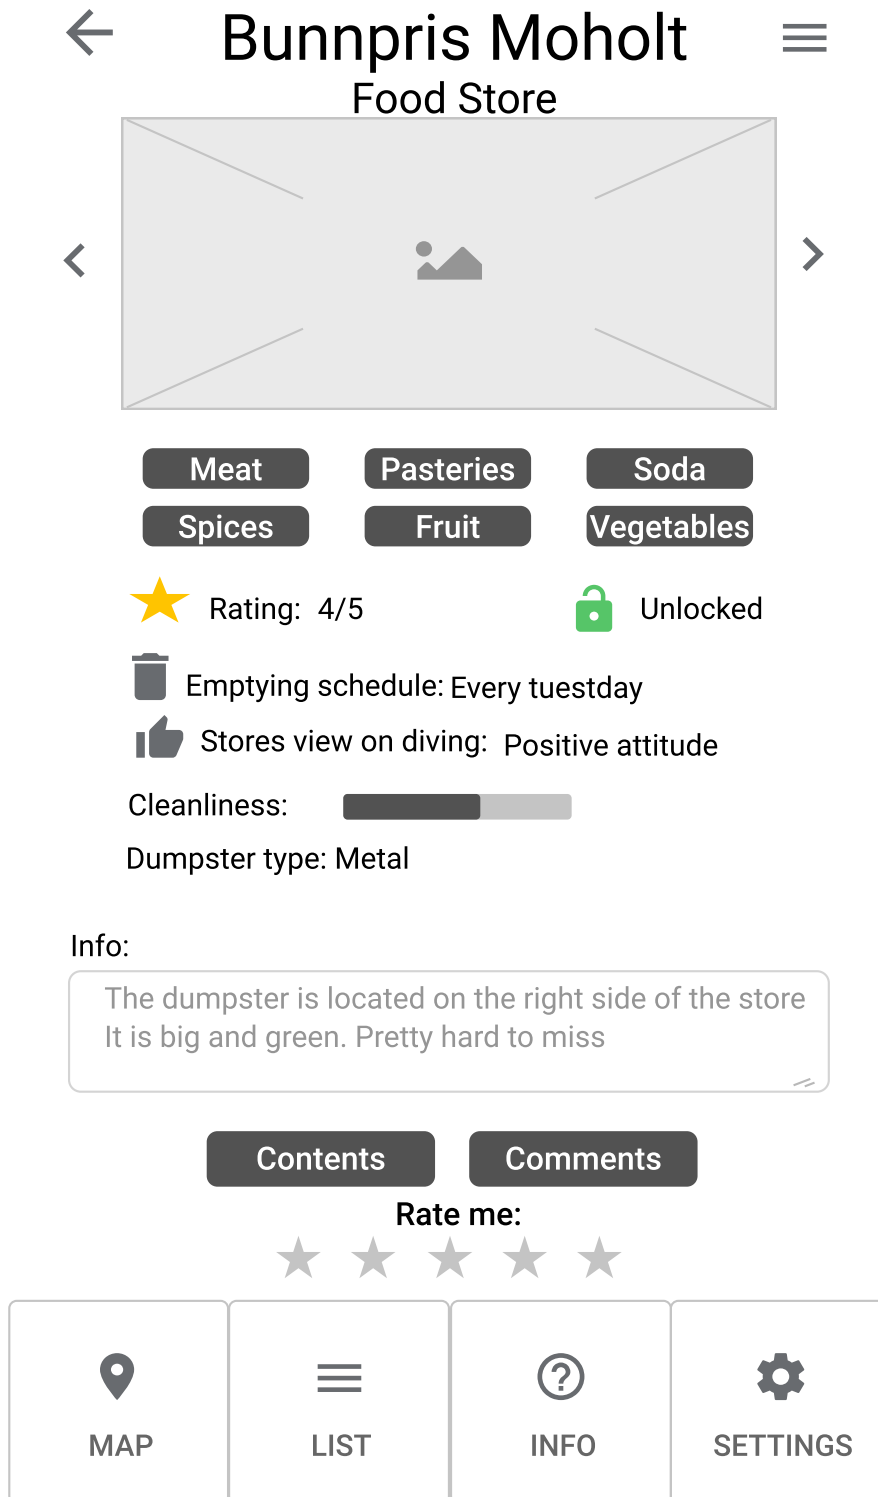 Bunnpris Moholt
Food Store
Meat Pasteries Soda
Spices Fruit Vegetables
Rating: 4/5 Unlocked
Emptying schedule: Every tuestday
Stores view on diving: Positive attitude
Cleanliness:
Dumpster type: Metal
Info:
The dumpster is located on the right side of the store
It is big and green. Pretty hard to miss
Contents Comments
Rate me:
MAP LIST INFO SETTINGS